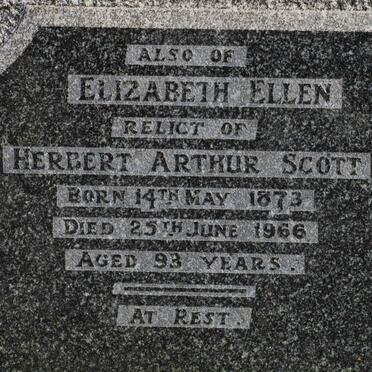 ALSO OF
ELIZABETH ELLEN
RELICT OF
HERBERT ARTHUR SCOTT
BORN 14TH MAY 1873
DIED 25TH JUNE 1966
AGED 93 YEARS.
AT REST.